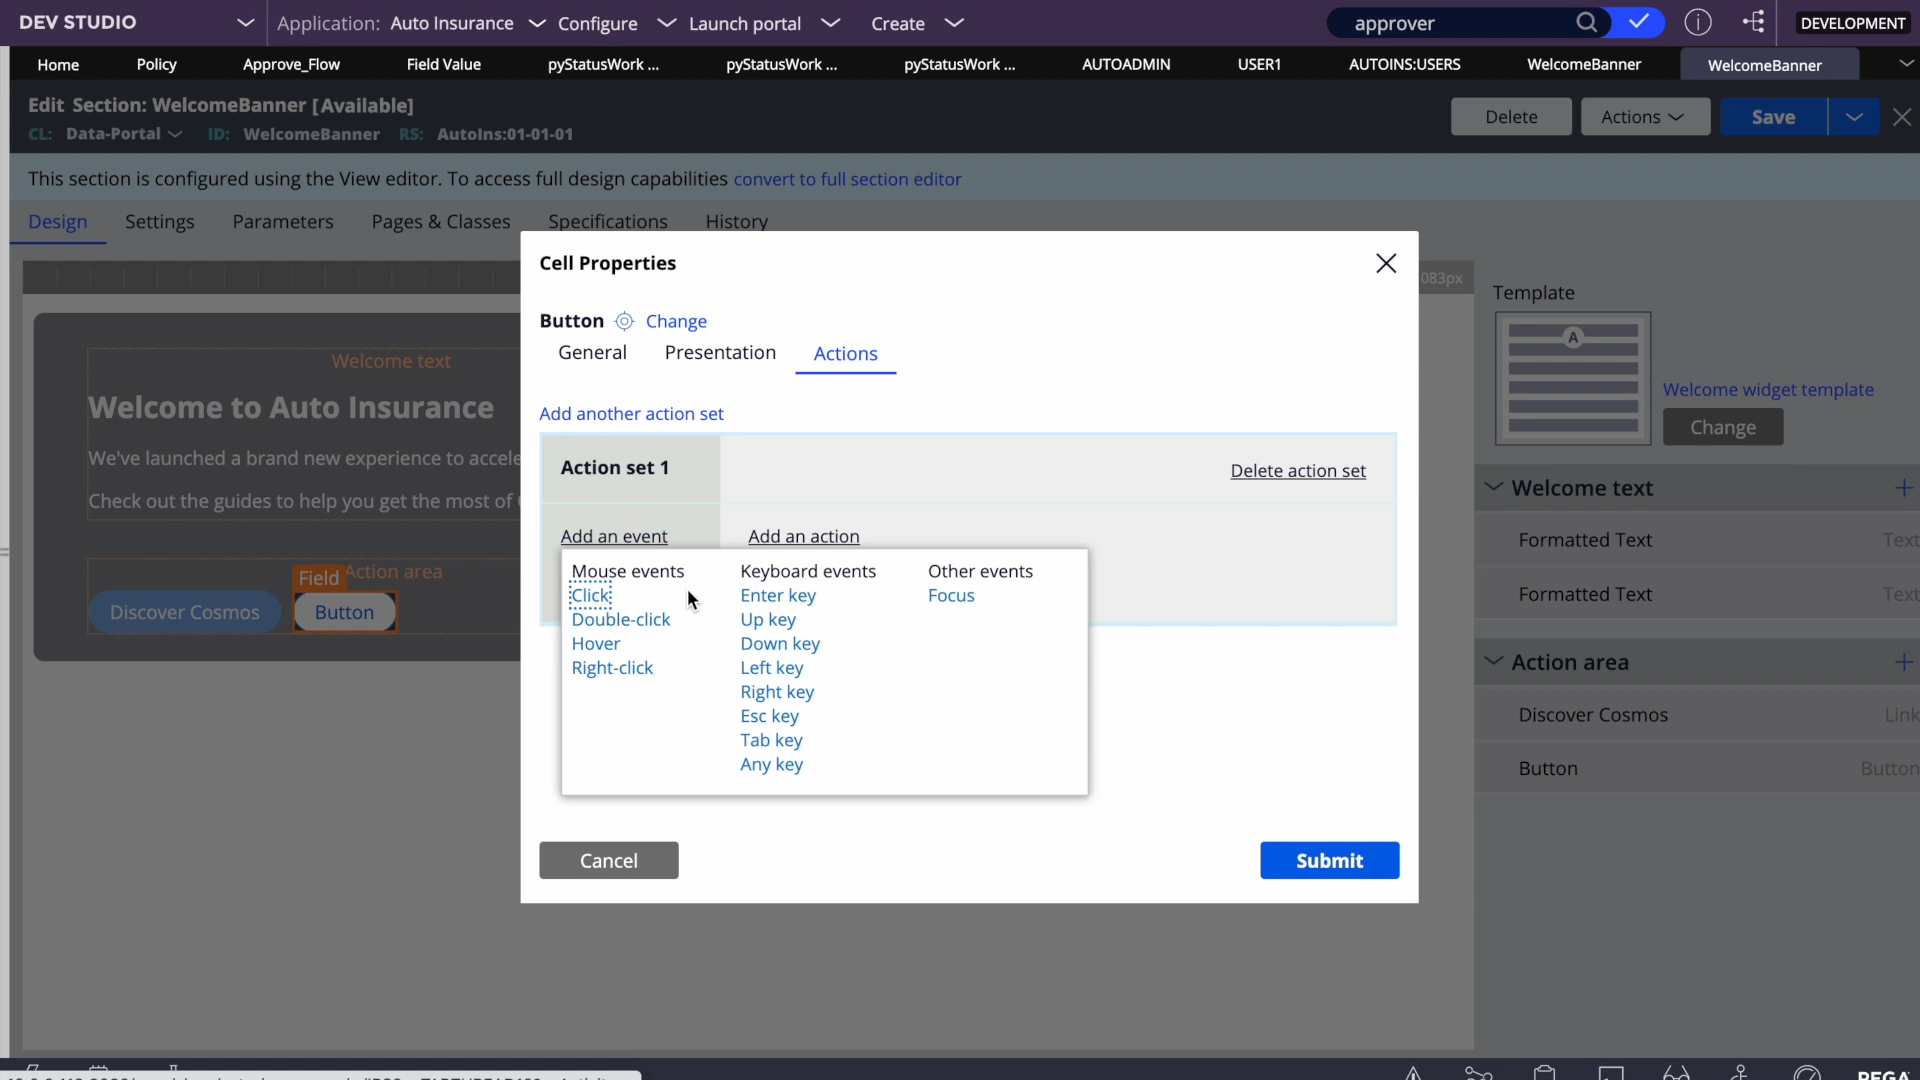 DEV STUDIO Application: Auto Insurance Configure Launch portal Create approver DEVELOPMENT
Home Policy Approve_Flow Field Value pyStatusWork ... pyStatusWork ... pyStatusWork ... AUTOADMIN USER1 AUTOINS:USERS WelcomeBanner WelcomeBanner
Edit Section: WelcomeBanner [Available]
CL: Data-Portal ID: WelcomeBanner RS: AutoIns:01-01-01
Delete Actions Save
This section is configured using the View editor. To access full design capabilities convert to full section editor
Design Settings Parameters Pages & Classes Specifications History
083px
Welcome text
Welcome to Auto Insurance
We've launched a brand new experience to accele
Check out the guides to help you get the most of
Action area
Field
Discover Cosmos Button
Cell Properties
Button Change
General Presentation Actions
Add another action set
Action set 1 Delete action set
Add an event Add an action
Mouse events Keyboard events Other events
Click Enter key Focus
Double-click Up key
Hover Down key
Right-click Left key
Right key
Esc key
Tab key
Any key
Cancel Submit
Template
A
Welcome widget template
Change
Welcome text
Formatted Text Text
Formatted Text Text
Action area
Discover Cosmos Link
Button Button
PEGA